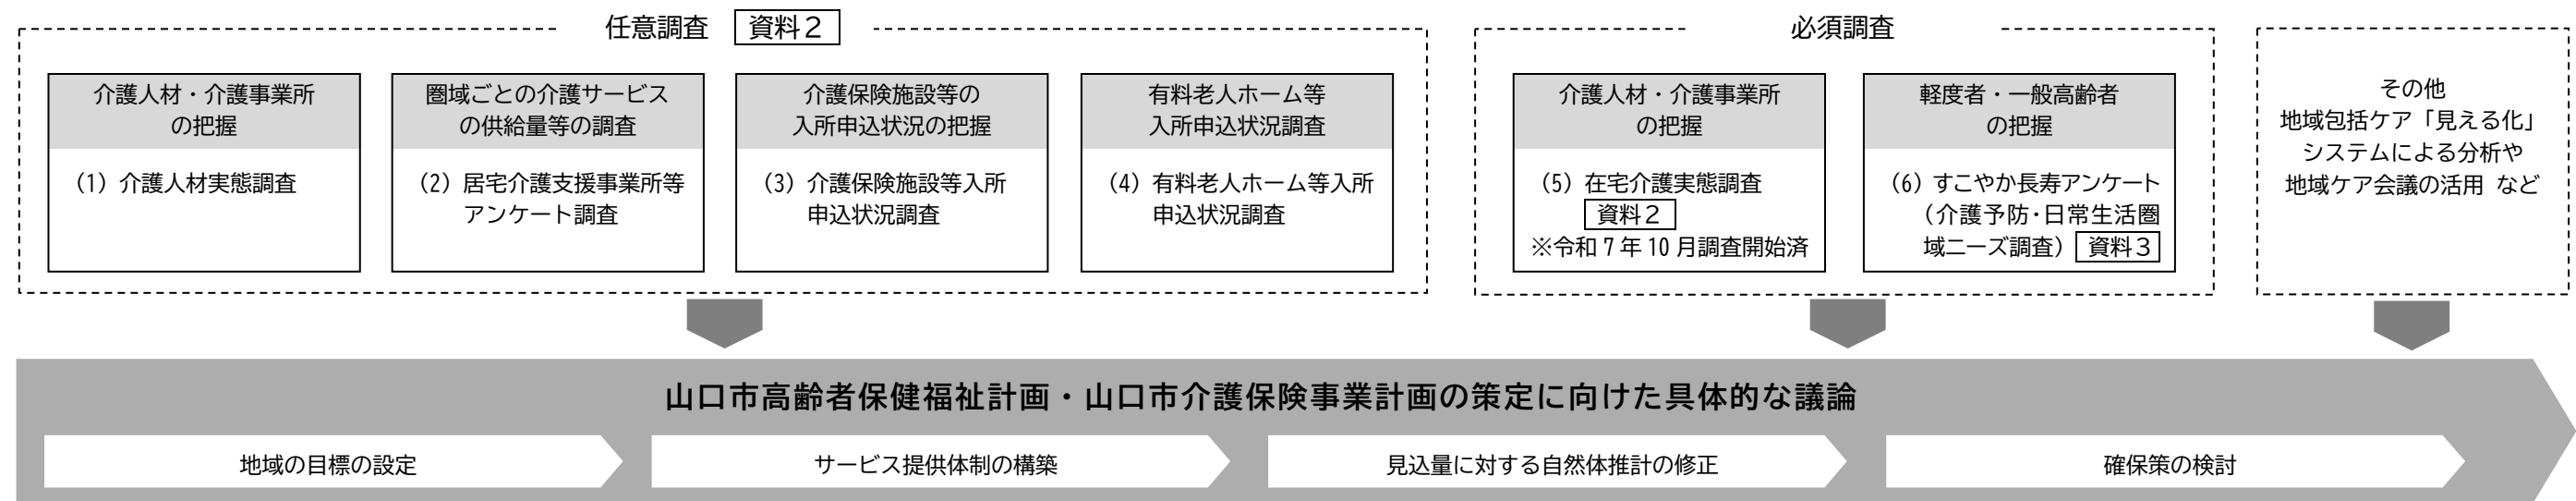 任意調査 資料２
介護人材・介護事業所
の把握
（1）介護人材実態調査
圏域ごとの介護サービス
の供給量等の調査
（2）居宅介護支援事業所等
アンケート調査
介護保険施設等の
入所申込状況の把握
（3）介護保険施設等入所
申込状況調査
有料老人ホーム等
入所申込状況調査
（4）有料老人ホーム等入所
申込状況調査
必須調査
介護人材・介護事業所
の把握
（5）在宅介護実態調査
資料２
※令和７年 10 月調査開始済
軽度者・一般高齢者
の把握
（6）すこやか長寿アンケート
（介護予防・日常生活圏
域ニーズ調査）資料３
その他
地域包括ケア「見える化」
システムによる分析や
地域ケア会議の活用 など
山口市高齢者保健福祉計画・山口市介護保険事業計画の策定に向けた具体的な議論
地域の目標の設定
サービス提供体制の構築
見込量に対する自然体推計の修正
確保策の検討